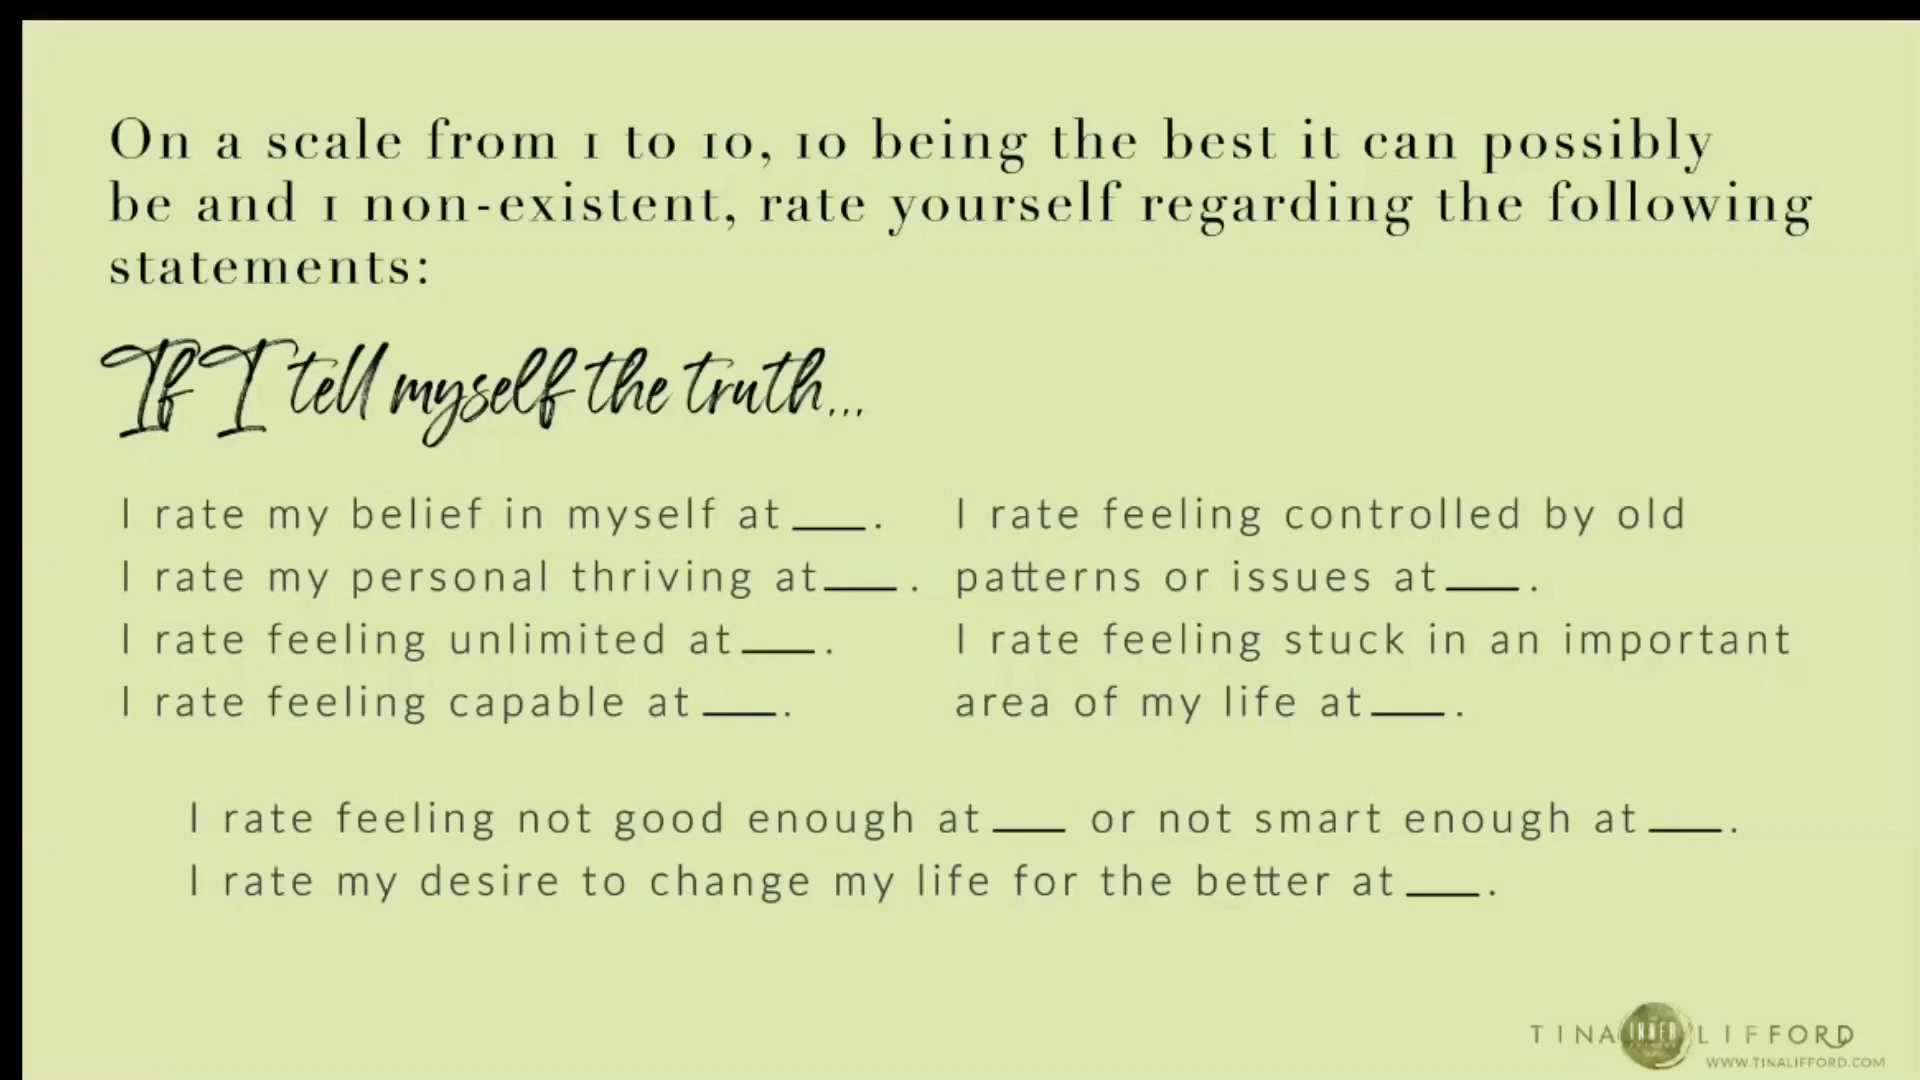 On a scale from 1 to 10, 10 being the best it can possibly
be and 1 non-existent, rate yourself regarding the following
statements:
If I tell myself the truth...
I rate my belief in myself at ___.
I rate my personal thriving at ___.
I rate feeling unlimited at ___.
I rate feeling capable at ___.
I rate feeling controlled by old
patterns or issues at ___.
I rate feeling stuck in an important
area of my life at ___.
I rate feeling not good enough at ___ or not smart enough at ___.
I rate my desire to change my life for the better at ___.
TINA INNER LIFFORD
WWW.TINALIFFORD.COM